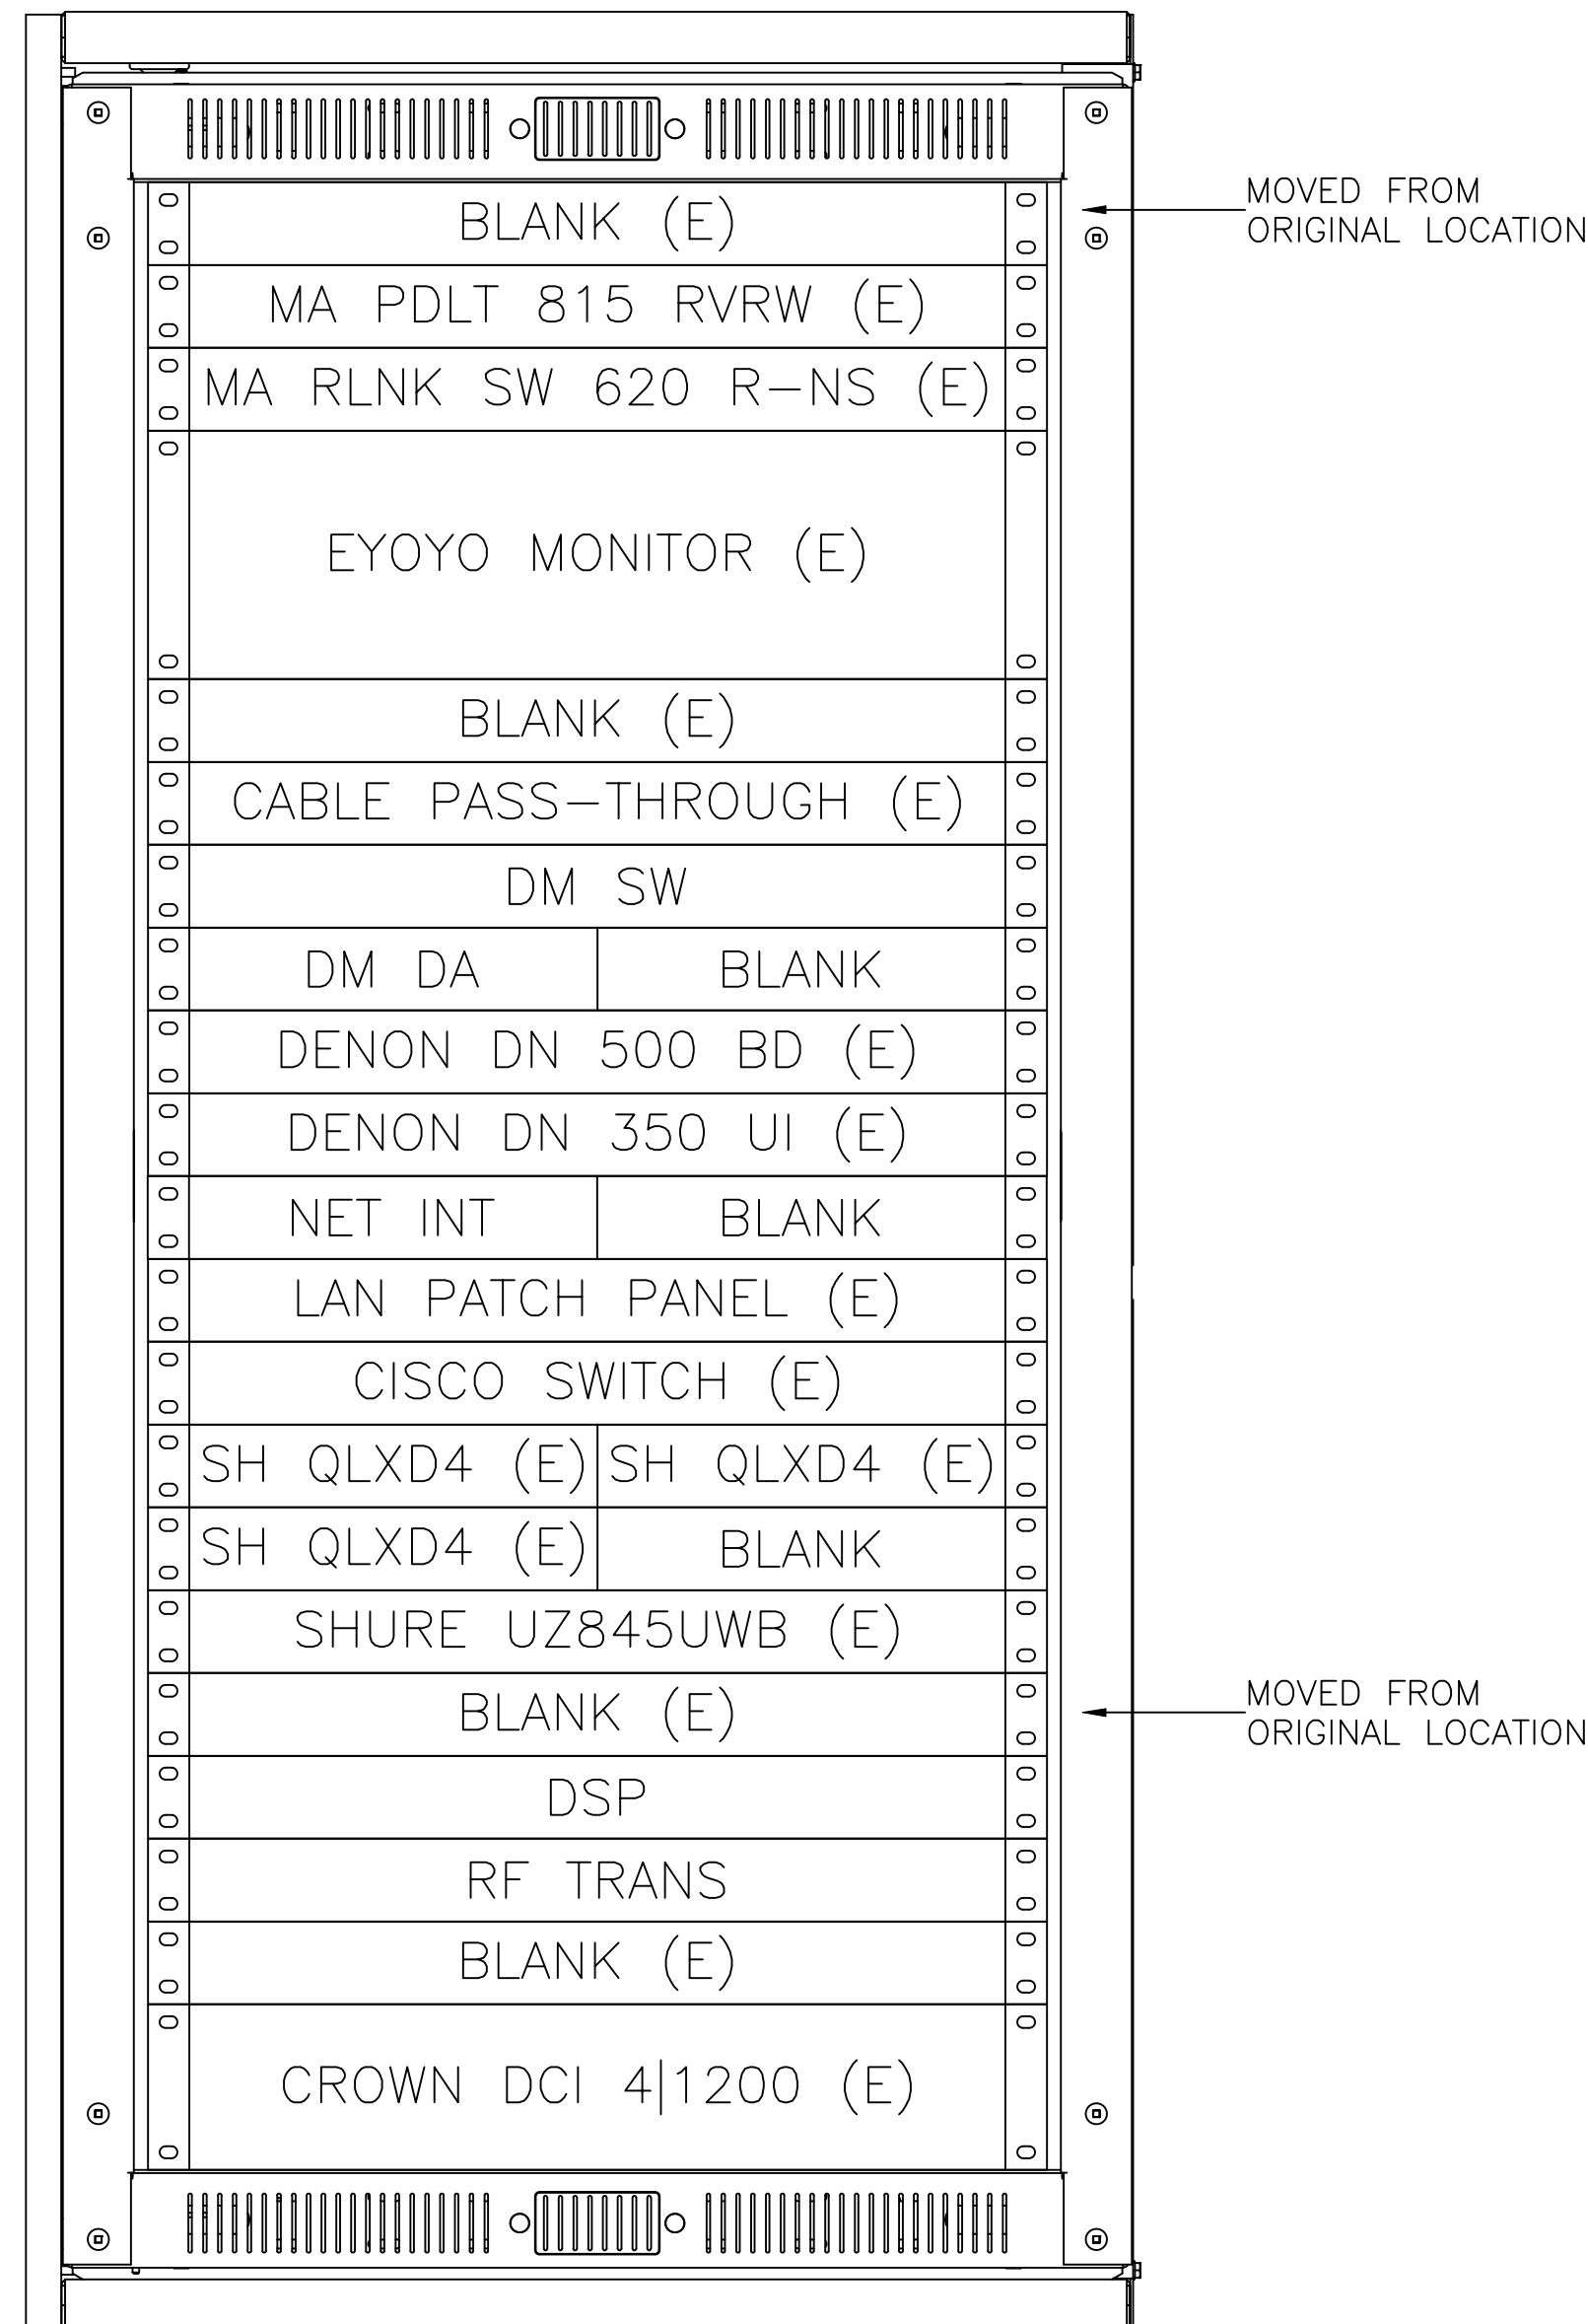 BLANK (E)
MOVED FROM
ORIGINAL LOCATION
MA PDLT 815 RVRW (E)
MA RLNK SW 620 R-NS (E)
EYOYO MONITOR (E)
BLANK (E)
CABLE PASS-THROUGH (E)
DM SW
DM DA BLANK
DENON DN 500 BD (E)
DENON DN 350 UI (E)
NET INT BLANK
LAN PATCH PANEL (E)
CISCO SWITCH (E)
SH QLXD4 (E) SH QLXD4 (E)
SH QLXD4 (E) BLANK
SHURE UZ845UWB (E)
BLANK (E)
MOVED FROM
ORIGINAL LOCATION
DSP
RF TRANS
BLANK (E)
CROWN DCI 4|1200 (E)